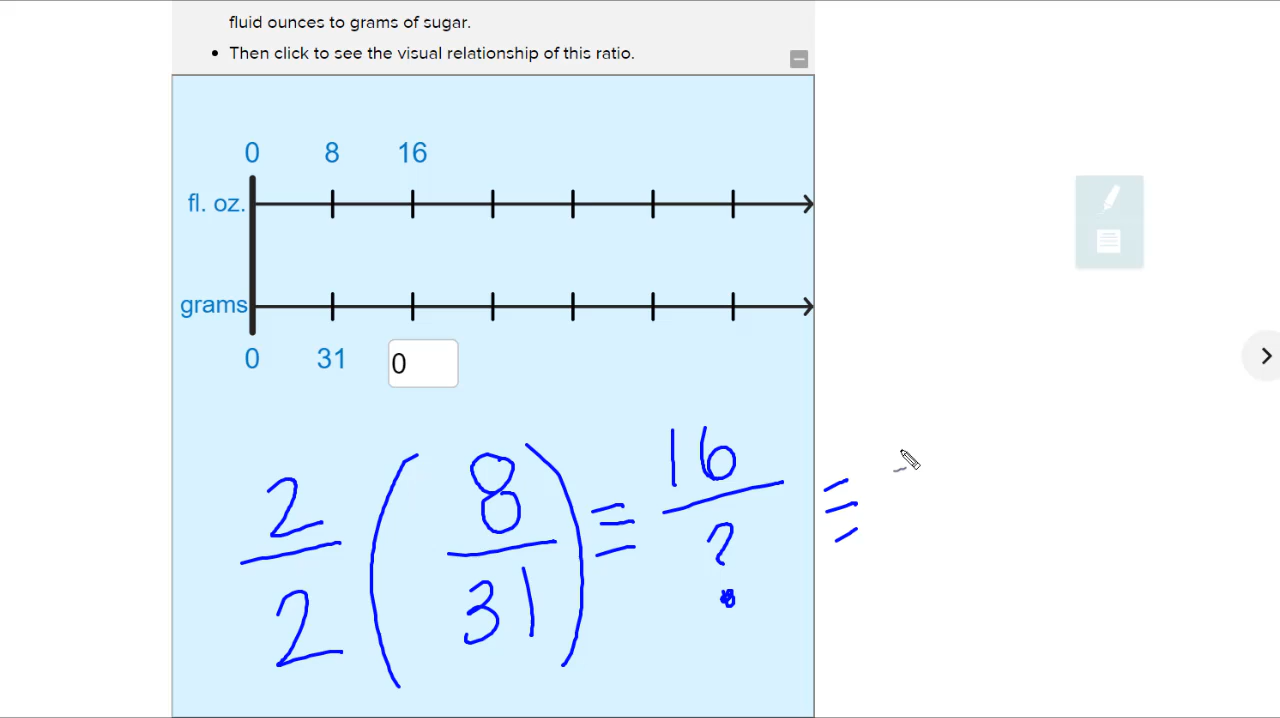 fluid ounces to grams of sugar.
• Then click to see the visual relationship of this ratio.
0 8 16
fl. oz.
grams
0 31 0
2/2 ( 8/31 ) ≡ 16/? ≡